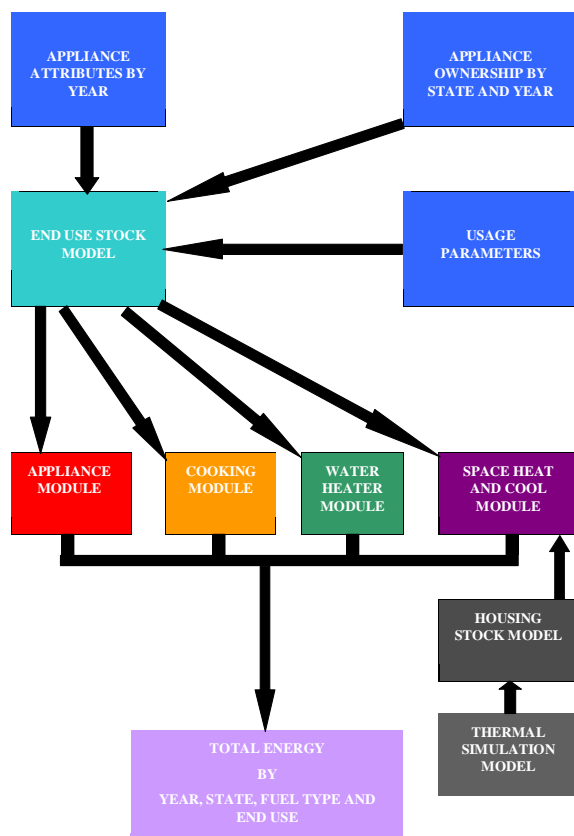 APPLIANCE
ATTRIBUTES BY
YEAR
APPLIANCE
OWNERSHIP BY
STATE AND YEAR
END USE STOCK
MODEL
USAGE
PARAMETERS
APPLIANCE
MODULE
COOKING
MODULE
WATER
HEATER
MODULE
SPACE HEAT
AND COOL
MODULE
HOUSING
STOCK MODEL
THERMAL
SIMULATION
MODEL
TOTAL ENERGY
BY
YEAR, STATE, FUEL TYPE AND
END USE